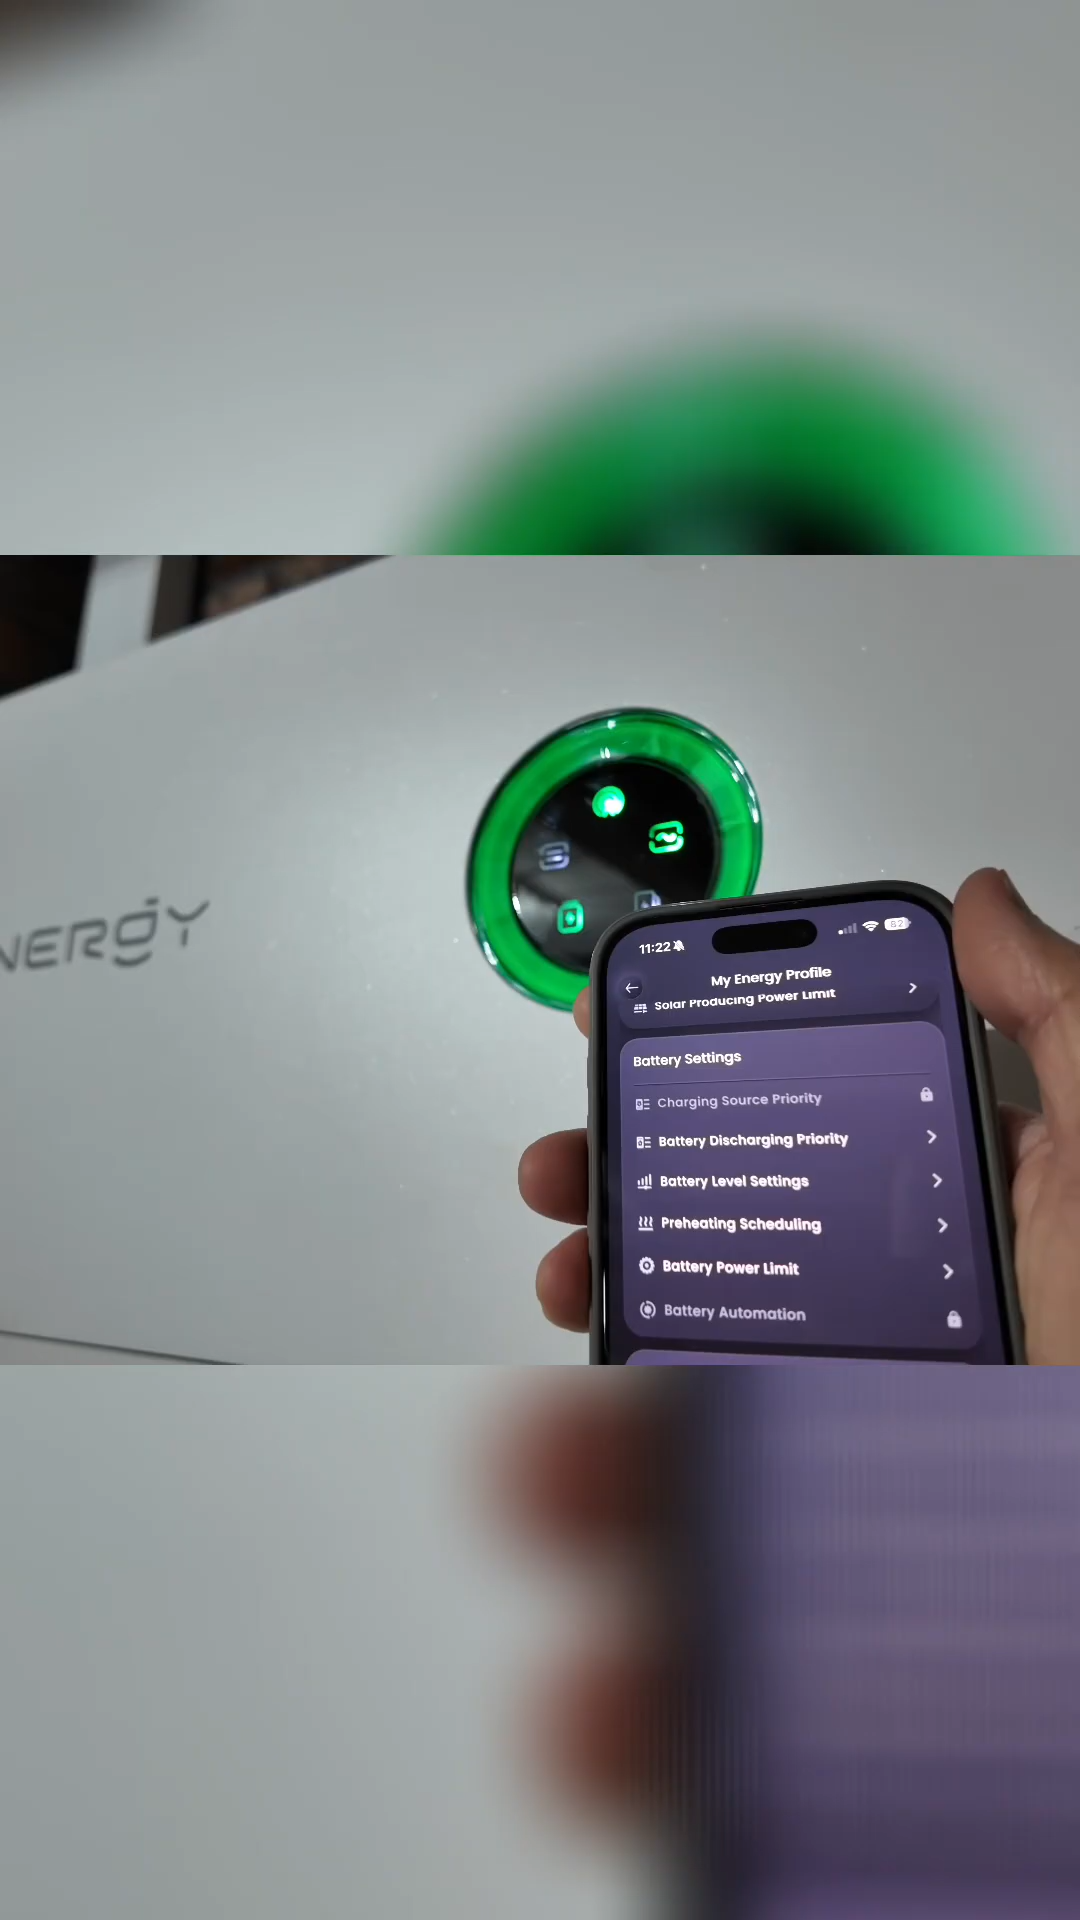 NERGY
11:22
62
My Energy Profile
Solar Producing Power Limit
Battery Settings
Charging Source Priority
Battery Discharging Priority
Battery Level Settings
Preheating Scheduling
Battery Power Limit
Battery Automation